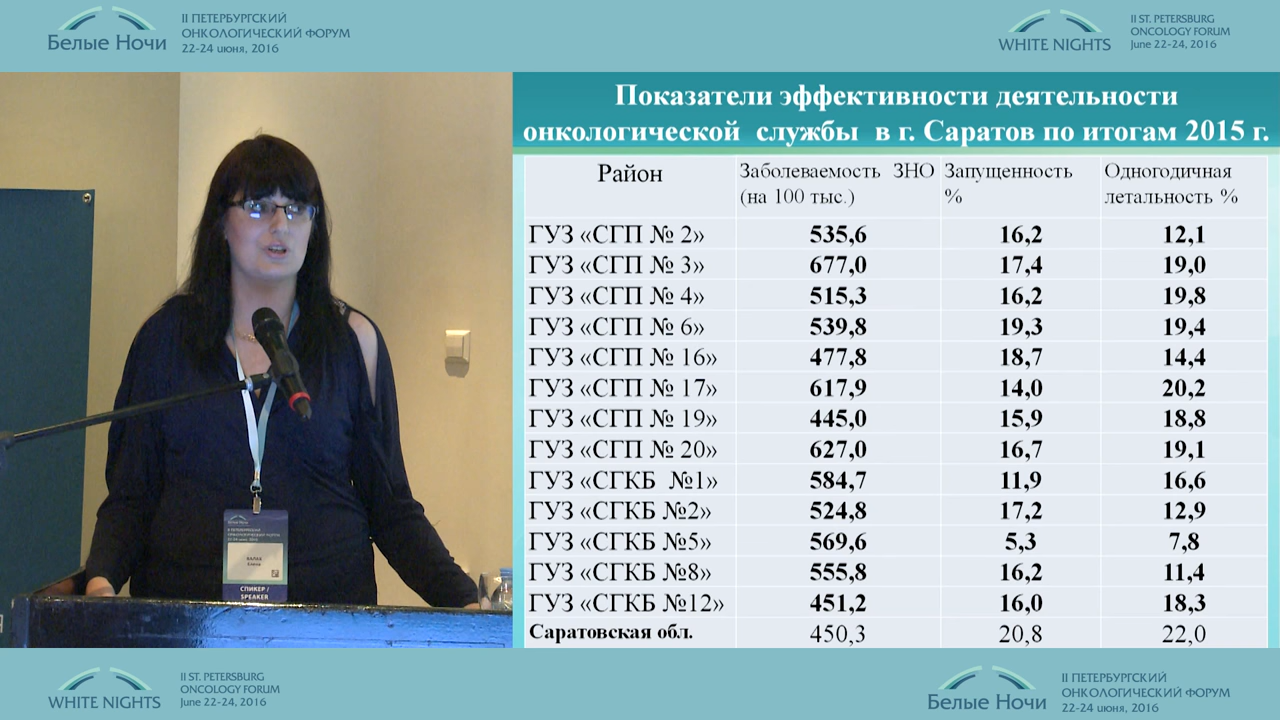 II ПЕТЕРБУРГСКИЙ
ОНКОЛОГИЧЕСКИЙ ФОРУМ
Белые Ночи
22-24 июня, 2016
II ST. PETERSBURG
ONCOLOGY FORUM
WHITE NIGHTS
June 22-24, 2016
Показатели эффективности деятельности
онкологической службы в г. Саратов по итогам 2015 г.
Район Заболеваемость ЗНО Запущенность Одногодичная
(на 100 тыс.) % летальность %
ГУЗ «СГП № 2» 535,6 16,2 12,1
ГУЗ «СГП № 3» 677,0 17,4 19,0
ГУЗ «СГП № 4» 515,3 16,2 19,8
ГУЗ «СГП № 6» 539,8 19,3 19,4
ГУЗ «СГП № 16» 477,8 18,7 14,4
ГУЗ «СГП № 17» 617,9 14,0 20,2
ГУЗ «СГП № 19» 445,0 15,9 18,8
ГУЗ «СГП № 20» 627,0 16,7 19,1
ГУЗ «СГКБ №1» 584,7 11,9 16,6
ГУЗ «СГКБ №2» 524,8 17,2 12,9
ГУЗ «СГКБ №5» 569,6 5,3 7,8
ГУЗ «СГКБ №8» 555,8 16,2 11,4
ГУЗ «СГКБ №12» 451,2 16,0 18,3
Саратовская обл. 450,3 20,8 22,0
Белые Ночи
СПИКЕР /
SPEAKER
II ST. PETERSBURG
ONCOLOGY FORUM
WHITE NIGHTS
June 22-24, 2016
II ПЕТЕРБУРГСКИЙ
ОНКОЛОГИЧЕСКИЙ ФОРУМ
Белые Ночи
22-24 июня, 2016